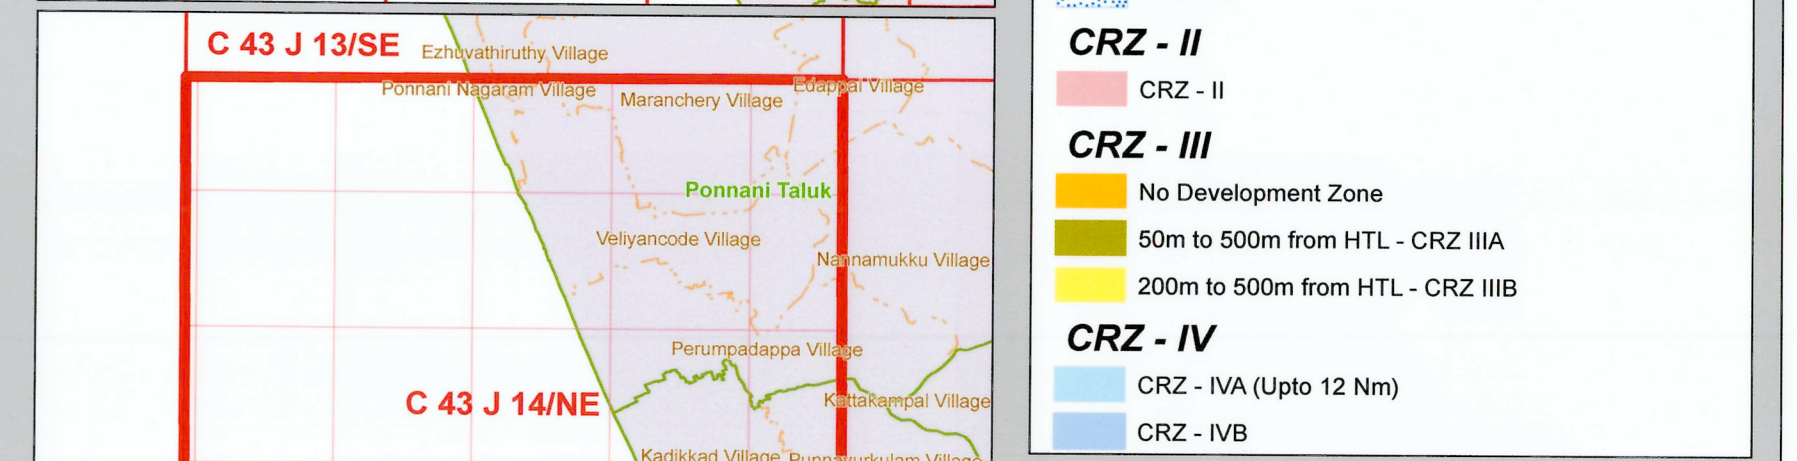 C 43 J 13/SE
Ezhuvathiruthy Village
Ponnani Nagaram Village
Maranchery Village
Edappal Village
Ponnani Taluk
Veliyancode Village
Nannamukku Village
Perumpadappa Village
C 43 J 14/NE
Kattakampal Village
Kadikkad Village
Punnayurkulam Village
CRZ - II
CRZ - II
CRZ - III
No Development Zone
50m to 500m from HTL - CRZ IIIA
200m to 500m from HTL - CRZ IIIB
CRZ - IV
CRZ - IVA (Upto 12 Nm)
CRZ - IVB